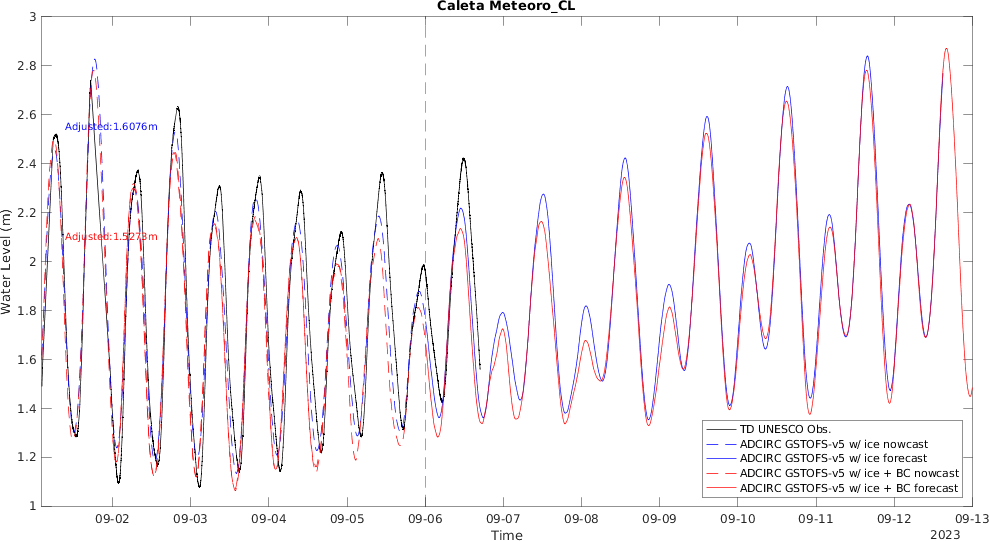 Caleta Meteoro_CL
Water Level (m)
3
2.8
2.6
2.4
2.2
2
1.8
1.6
1.4
1.2
1
Adjusted:1.6076m
Adjusted:1.5273m
TD UNESCO Obs.
ADCIRC GSTOFS-v5 w/ ice nowcast
ADCIRC GSTOFS-v5 w/ ice forecast
ADCIRC GSTOFS-v5 w/ ice + BC nowcast
ADCIRC GSTOFS-v5 w/ ice + BC forecast
09-02 09-03 09-04 09-05 09-06 09-07 09-08 09-09 09-10 09-11 09-12 09-13
Time
2023